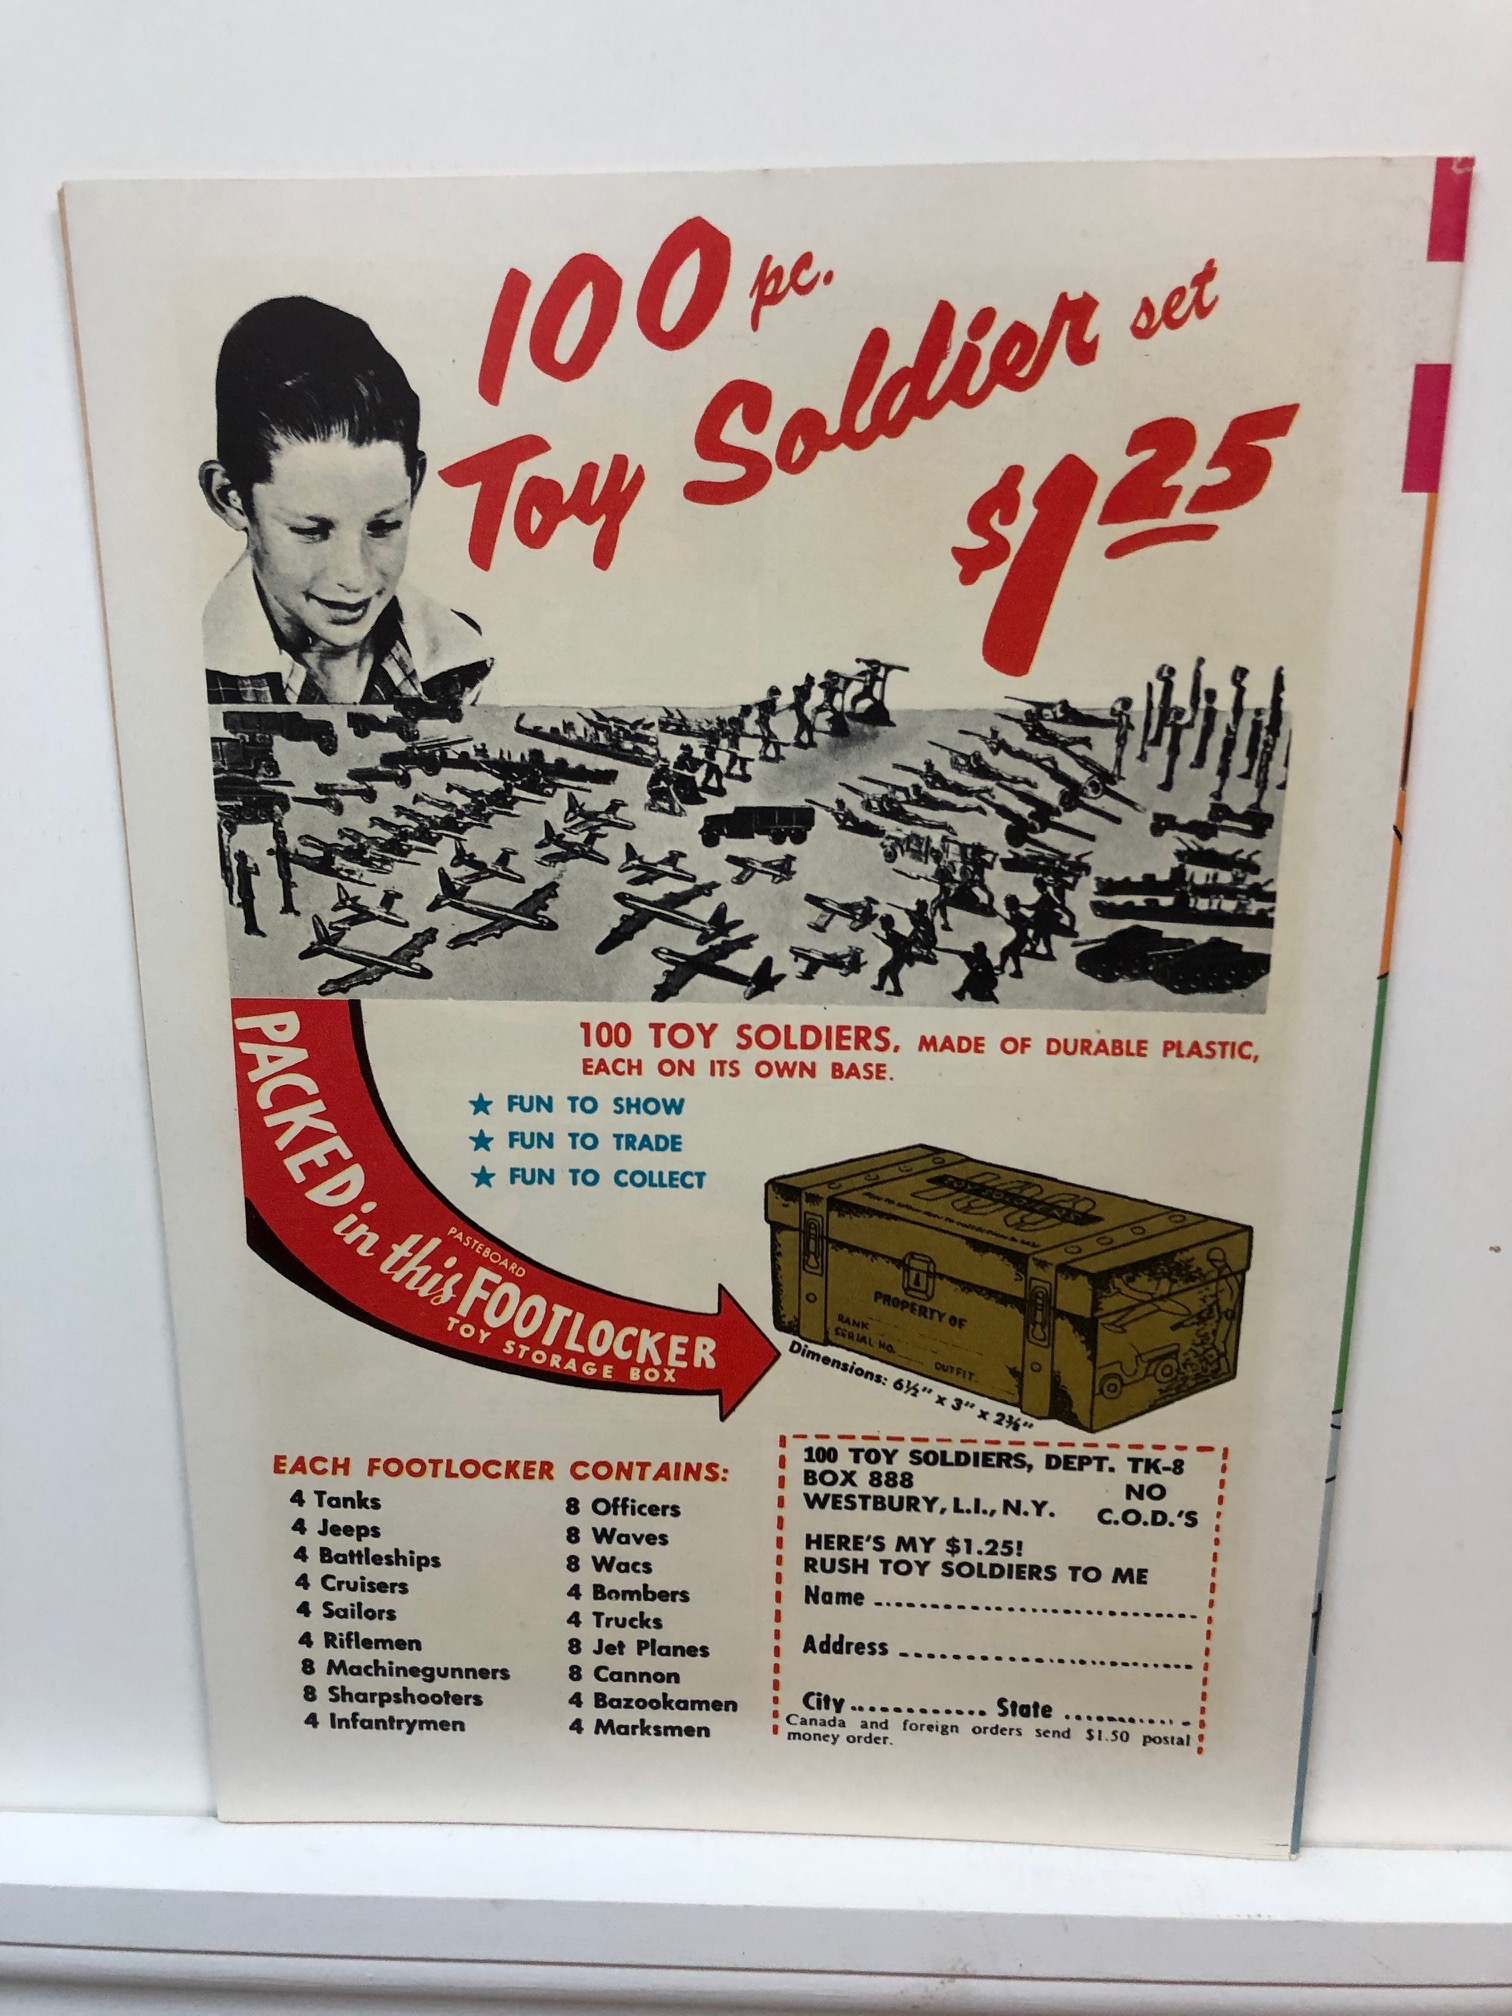 100 pc.
Toy Soldier set
$1.25
100 TOY SOLDIERS, MADE OF DURABLE PLASTIC,
EACH ON ITS OWN BASE.
★ FUN TO SHOW
★ FUN TO TRADE
★ FUN TO COLLECT
PACKED in this PASTEBOARD FOOTLOCKER
TOY STORAGE BOX
100
PROPERTY OF
RANK
SERIAL NO.
OUTFIT
Dimensions: 6½" x 3" x 2⅜"
EACH FOOTLOCKER CONTAINS:
4 Tanks
4 Jeeps
4 Battleships
4 Cruisers
4 Sailors
4 Riflemen
8 Machinegunners
8 Sharpshooters
4 Infantrymen
8 Officers
8 Waves
8 Wacs
4 Bombers
4 Trucks
8 Jet Planes
8 Cannon
4 Bazookamen
4 Marksmen
100 TOY SOLDIERS, DEPT. TK-8
BOX 888 NO
WESTBURY, L.I., N.Y. C.O.D.'S
HERE'S MY $1.25!
RUSH TOY SOLDIERS TO ME
Name
Address
City State
Canada and foreign orders send $1.50 postal
money order.